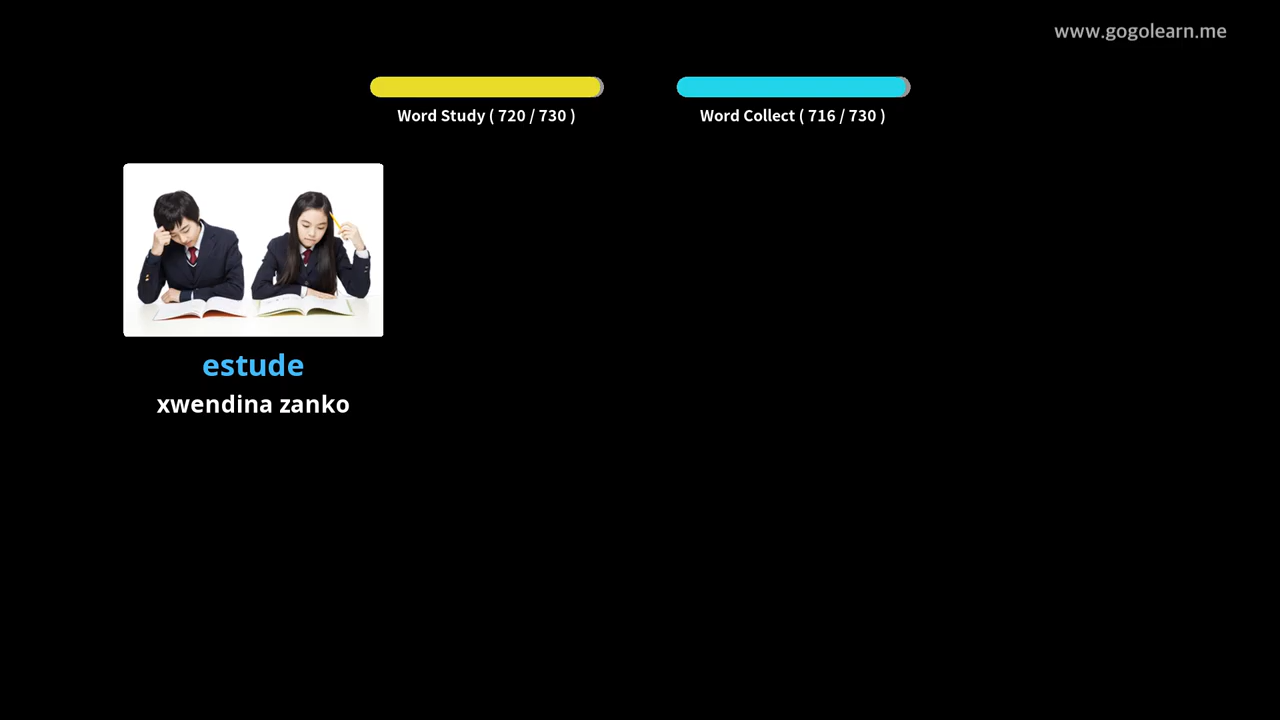 www.gogolearn.me
Word Study ( 720 / 730 )
Word Collect ( 716 / 730 )
estude
xwendina zanko